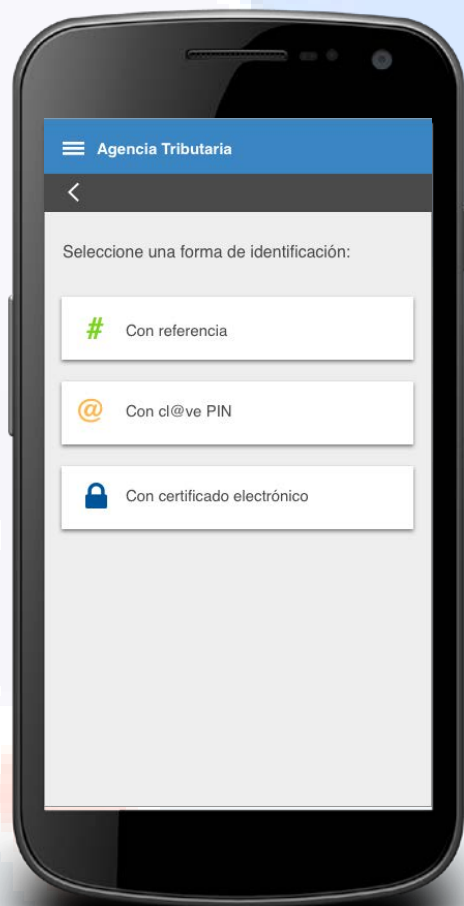 Agencia Tributaria
Seleccione una forma de identificación:
# Con referencia
@ Con cl@ve PIN
Con certificado electrónico